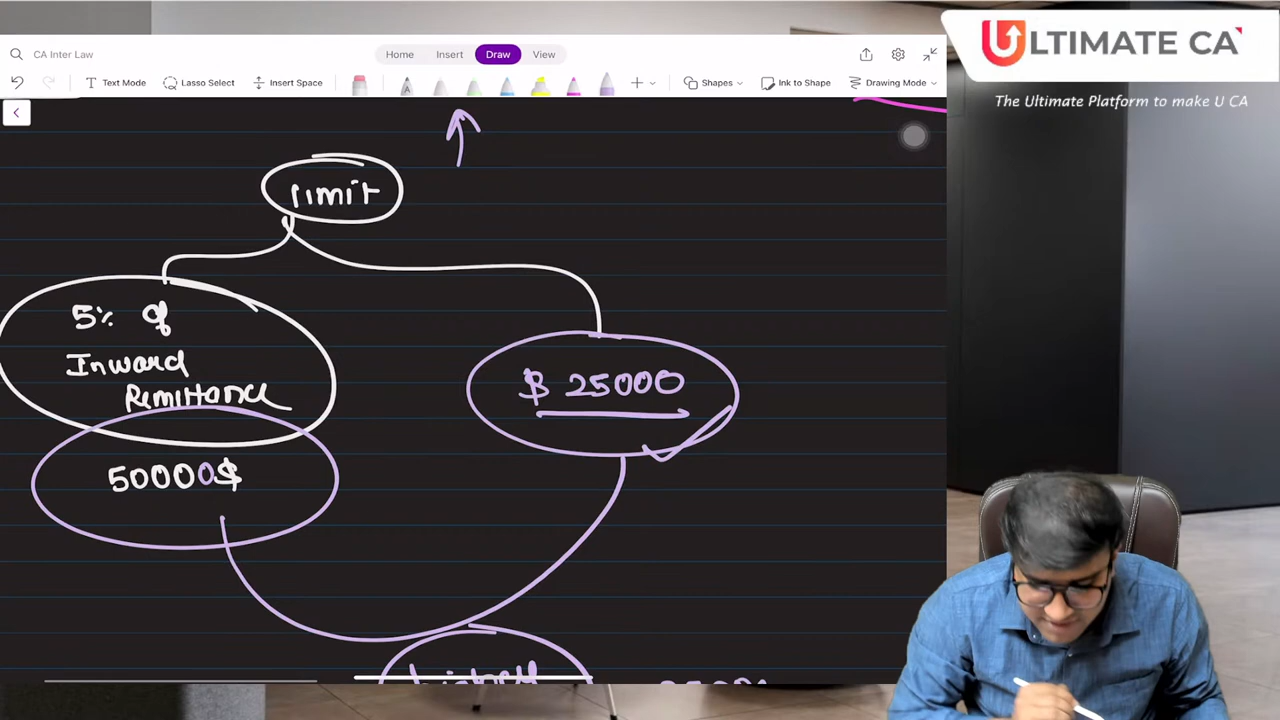 ULTIMATE CA
The Ultimate Platform to make U CA
CA Inter Law
Home Insert Draw View
Text Mode Lasso Select Insert Space Shapes Ink to Shape Drawing Mode
limit
5% of
Inward
Remittance
$ 25000
50000$